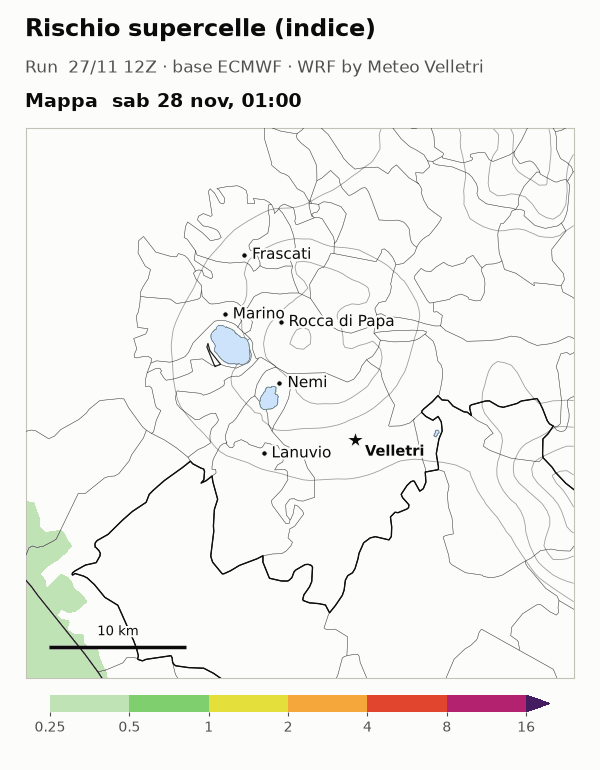 Rischio supercelle (indice)
Run  27/11 12Z · base ECMWF · WRF by Meteo Velletri
Mappa  sab 28 nov, 01:00
Frascati
Marino
Rocca di Papa
Nemi
Velletri
Lanuvio
10 km
0.25 0.5 1 2 4 8 16